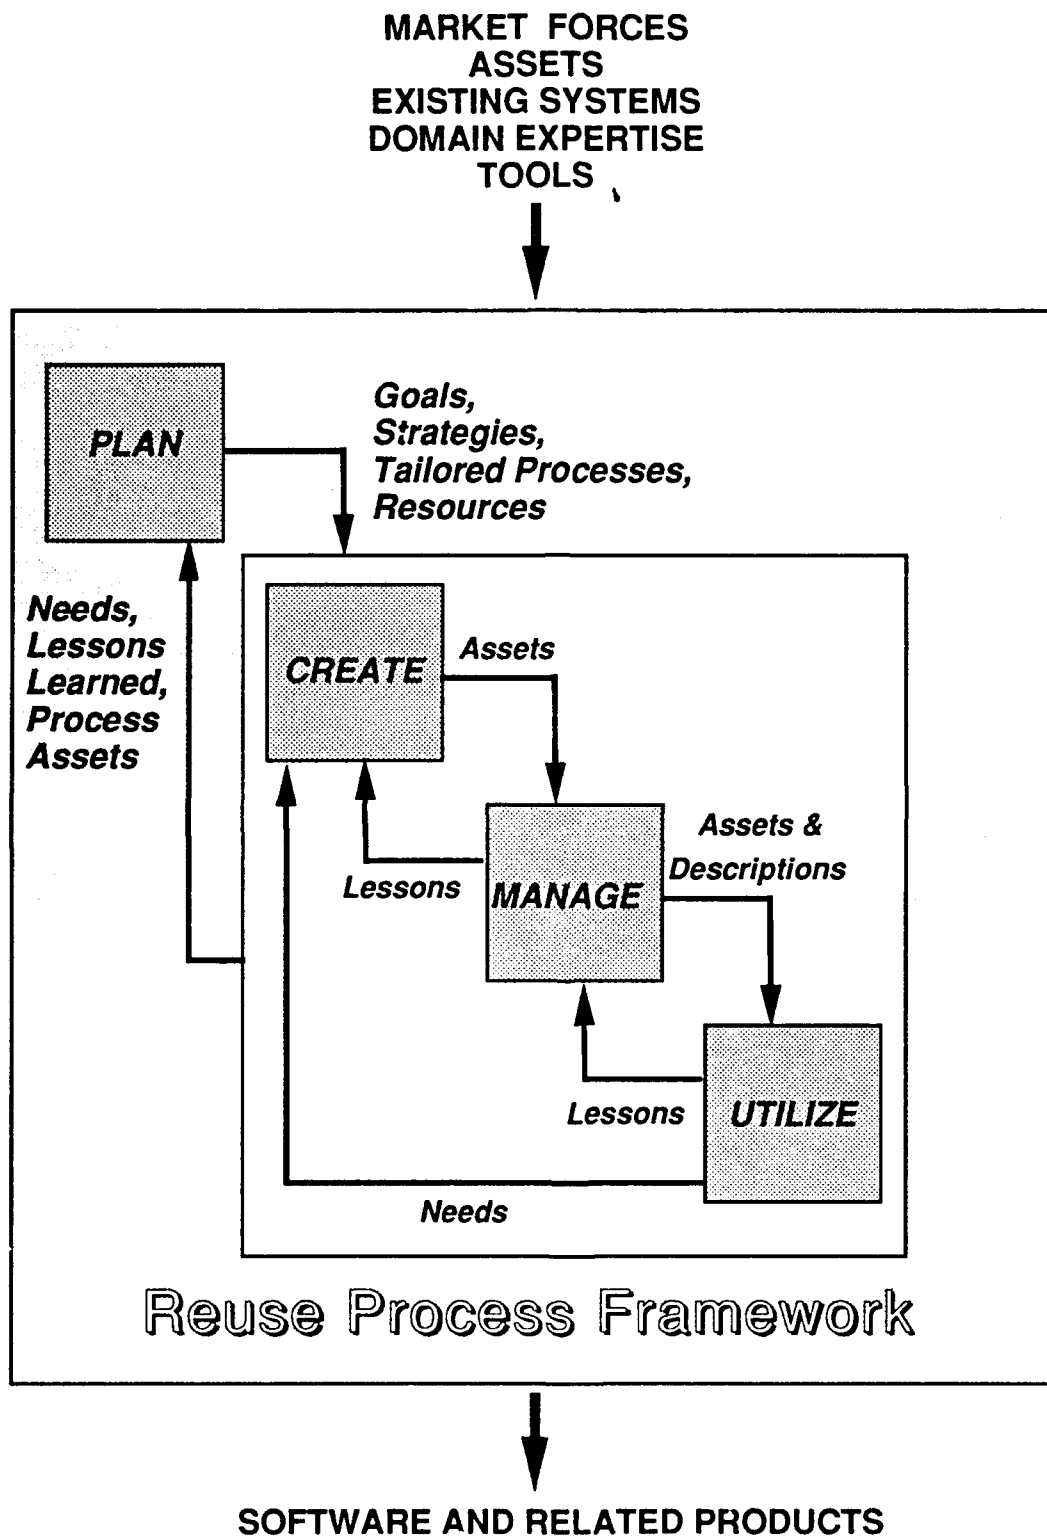 MARKET FORCES
ASSETS
EXISTING SYSTEMS
DOMAIN EXPERTISE
TOOLS
PLAN
Goals,
Strategies,
Tailored Processes,
Resources
Needs,
Lessons
Learned,
Process
Assets
CREATE
Assets
Lessons
MANAGE
Assets &
Descriptions
Lessons
UTILIZE
Needs
Reuse Process Framework
SOFTWARE AND RELATED PRODUCTS